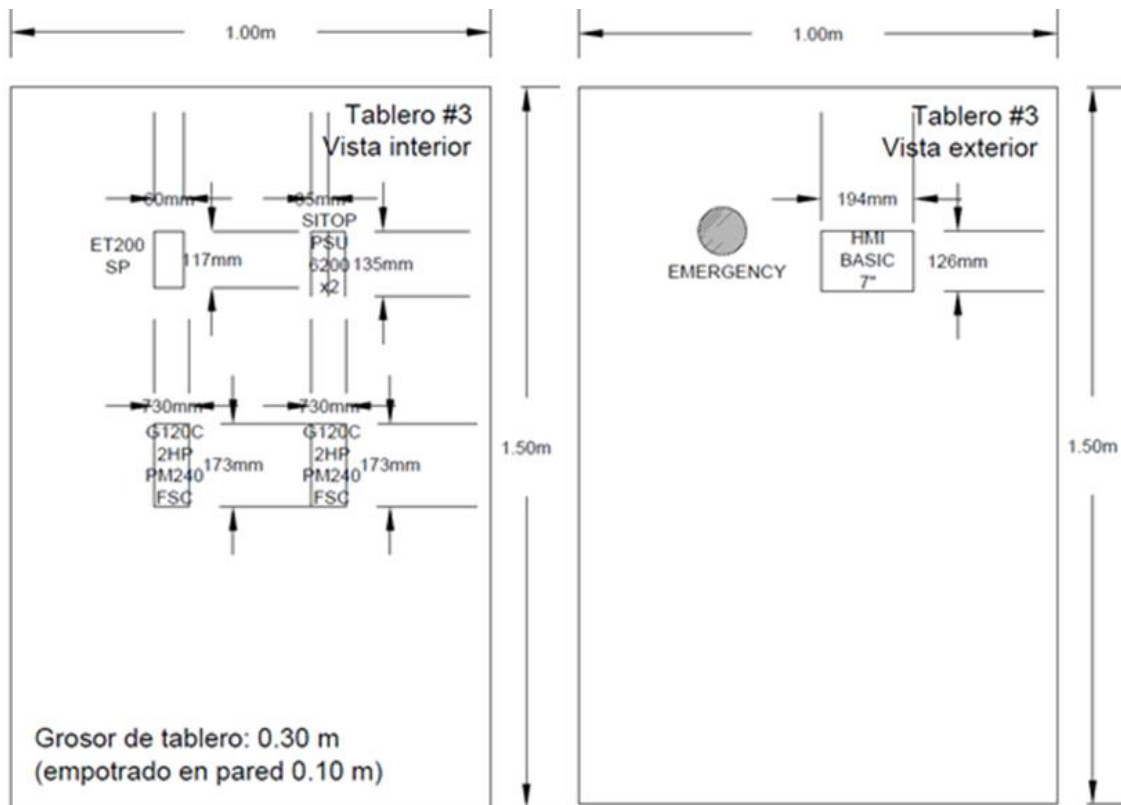 1.00m
Tablero #3
Vista interior
60mm
35mm
ET200
SP
117mm
SITOP
PSU
6200
x2
135mm
730mm
730mm
G120C
2HP
PM240
FSC
173mm
G120C
2HP
PM240
FSC
173mm
1.50m
Grosor de tablero: 0.30 m
(empotrado en pared 0.10 m)
1.00m
Tablero #3
Vista exterior
194mm
EMERGENCY
HMI
BASIC
7"
126mm
1.50m